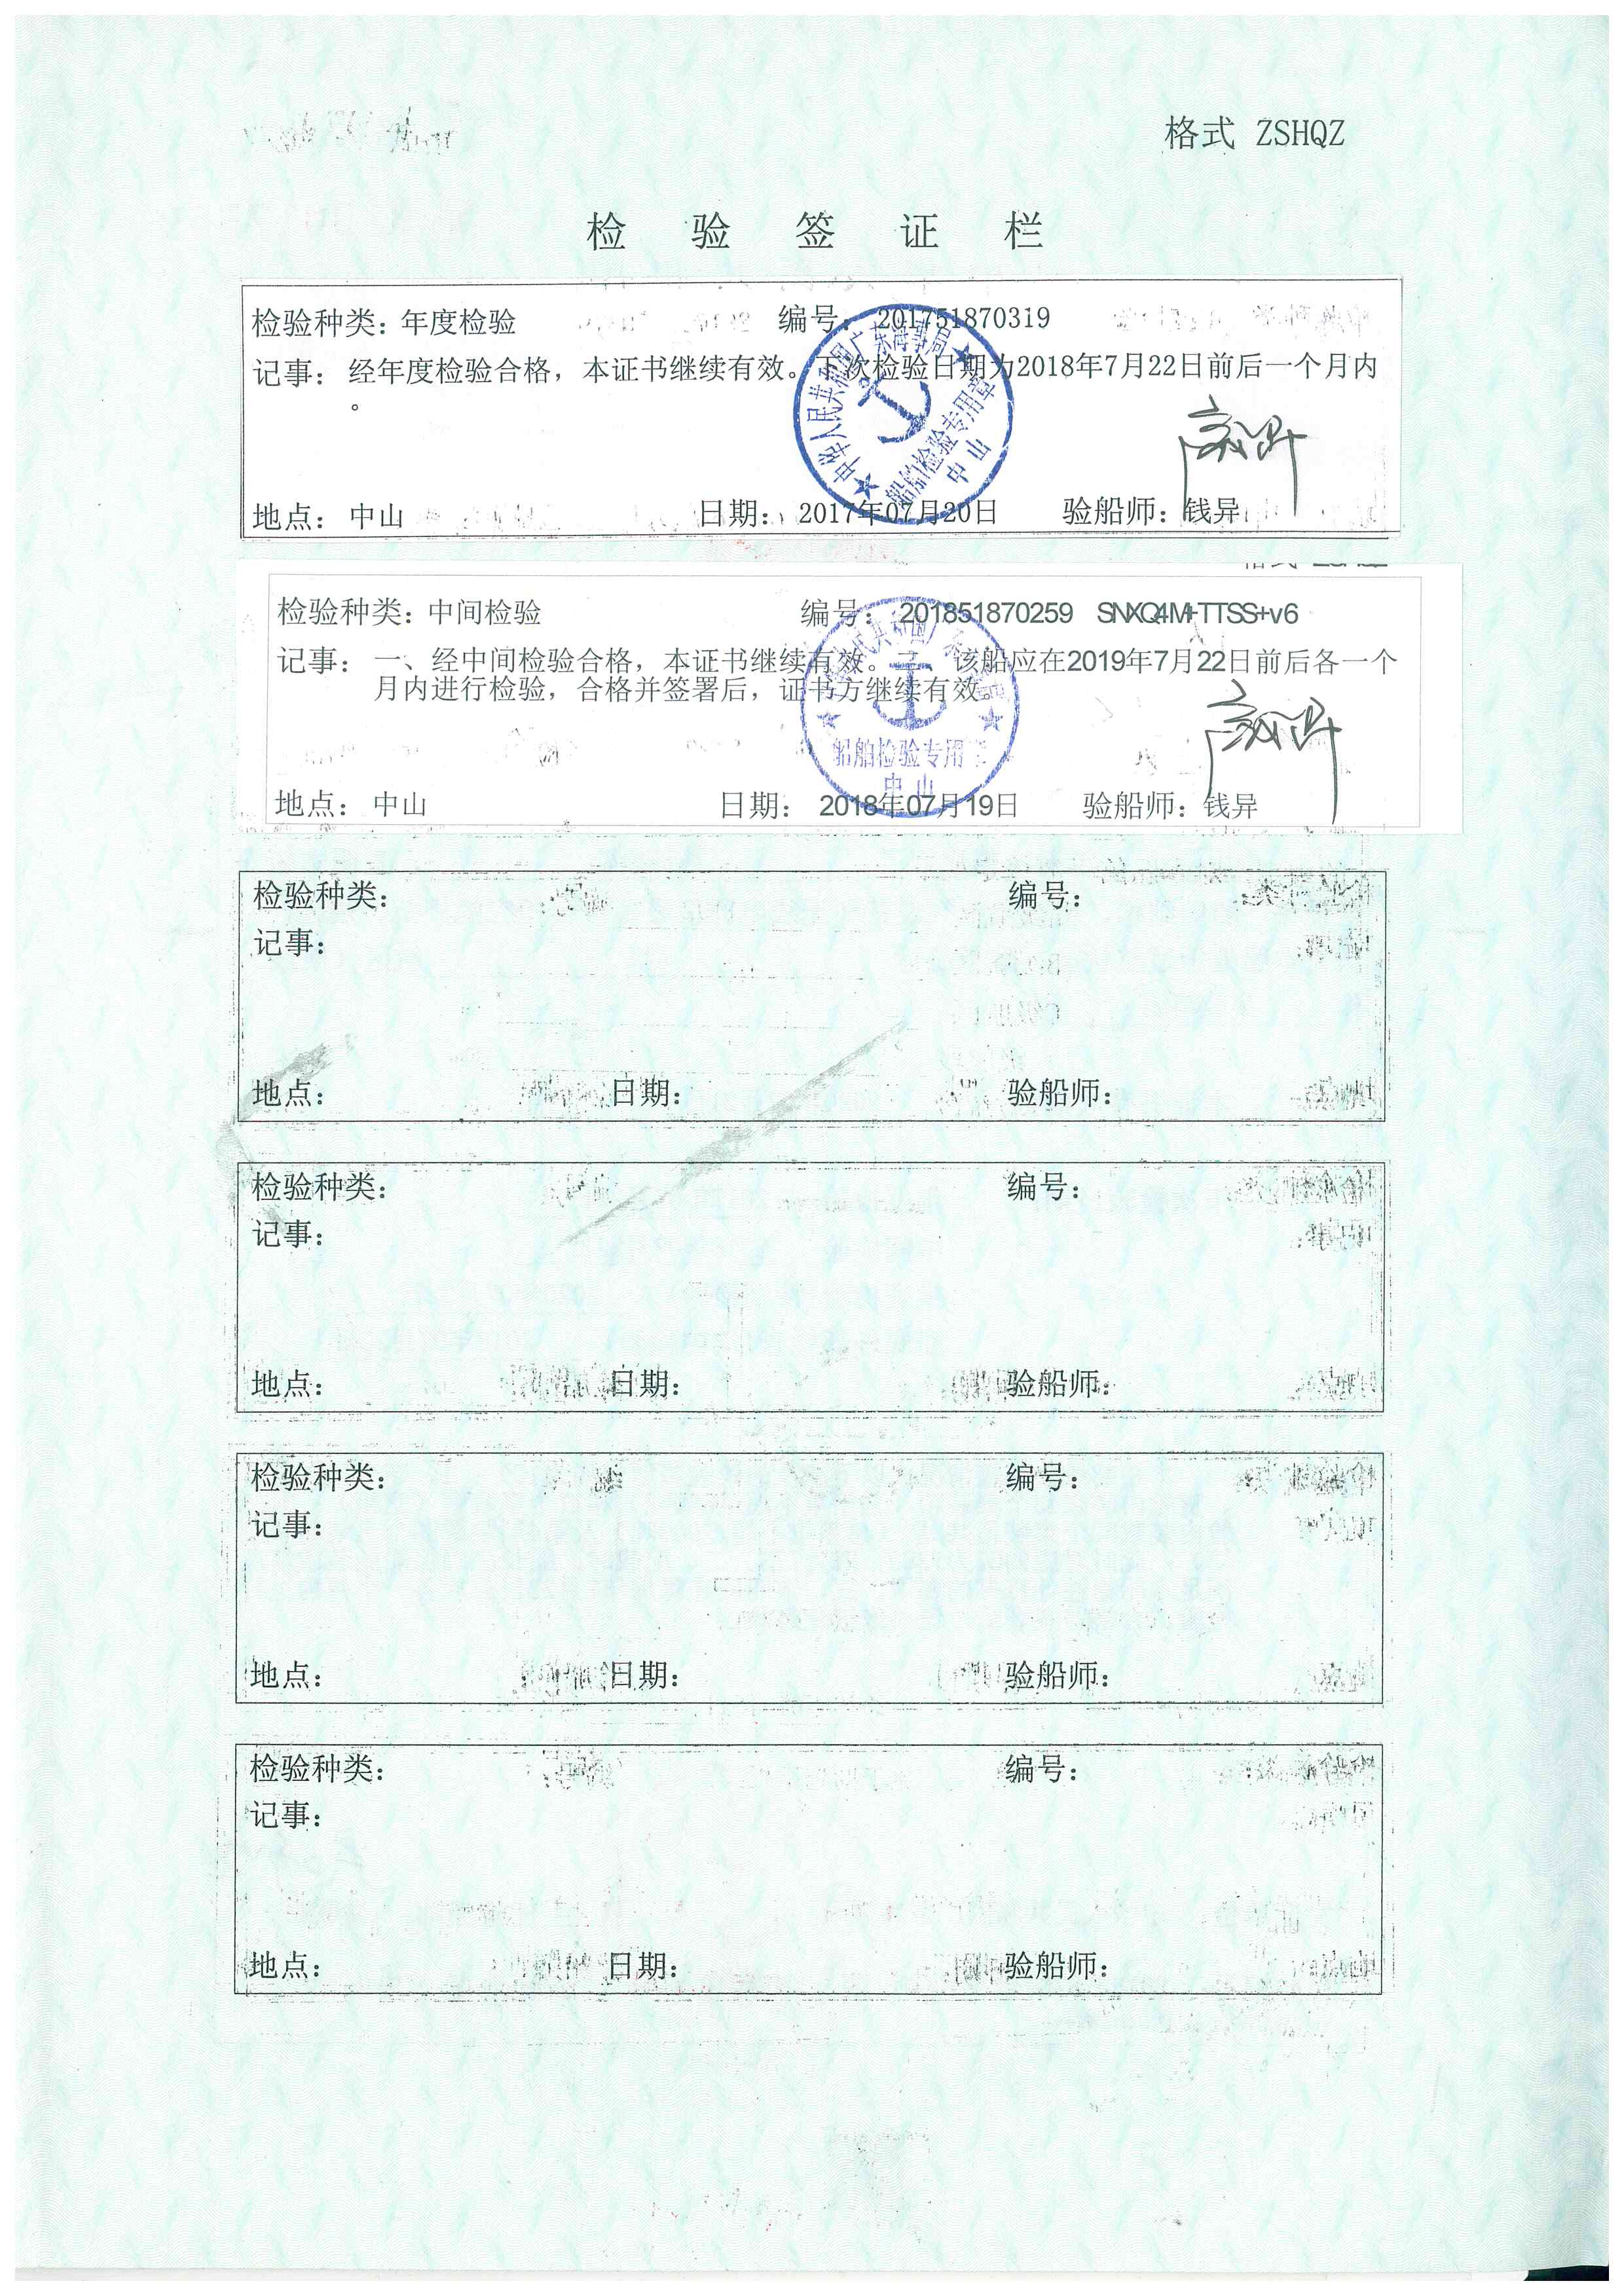 格式 ZSHQZ
检 验 签 证 栏
检验种类: 年度检验 编号: 201751870319
记事: 经年度检验合格，本证书继续有效。下次检验日期为2018年7月22日前后一个月内
。
中华人民共和国广东海事局
船舶检验专用章
中山
地点: 中山 日期: 2017年07月20日 验船师: 钱异
检验种类: 中间检验 编号: 201851870259 SNXQ4M+TTSS+v6
记事: 一、经中间检验合格，本证书继续有效。二、该船应在2019年7月22日前后各一个
月内进行检验，合格并签署后，证书方继续有效。
船舶检验专用章
中山
地点: 中山 日期: 2018年07月19日 验船师: 钱异
检验种类: 编号:
记事:
地点: 日期: 验船师:
检验种类: 编号:
记事:
地点: 日期: 验船师:
检验种类: 编号:
记事:
地点: 日期: 验船师:
检验种类: 编号:
记事:
地点: 日期: 验船师: